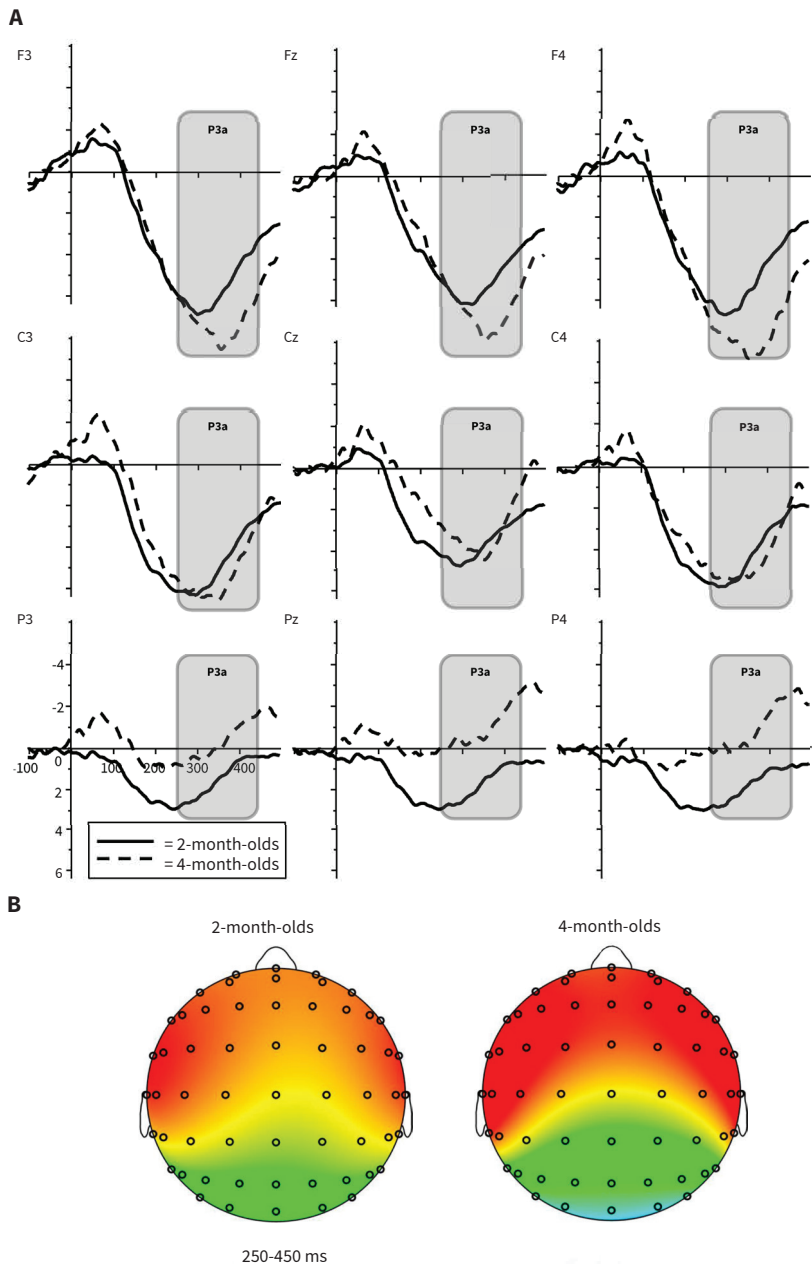 A
F3
Fz
F4
P3a
P3a
P3a
C3
Cz
C4
P3a
P3a
P3a
P3
Pz
P4
P3a
P3a
P3a
-4
-2
0
2
4
6
-100
100
200
300
400
= 2-month-olds
= 4-month-olds
B
2-month-olds
4-month-olds
250-450 ms